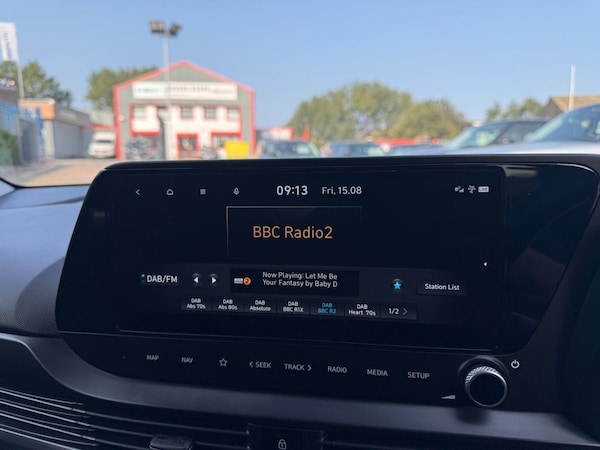 09:13
Fri, 15.08
BBC Radio2
DAB/FM
2
Now Playing: Let Me Be
Your Fantasy by Baby D
Station List
DAB
Abs 70s
DAB
Abs 80s
DAB
Absolute
DAB
BBC R1X
DAB
BBC R2
DAB
Heart 70s
1/2
MAP
NAV
SEEK
TRACK
RADIO
MEDIA
SETUP